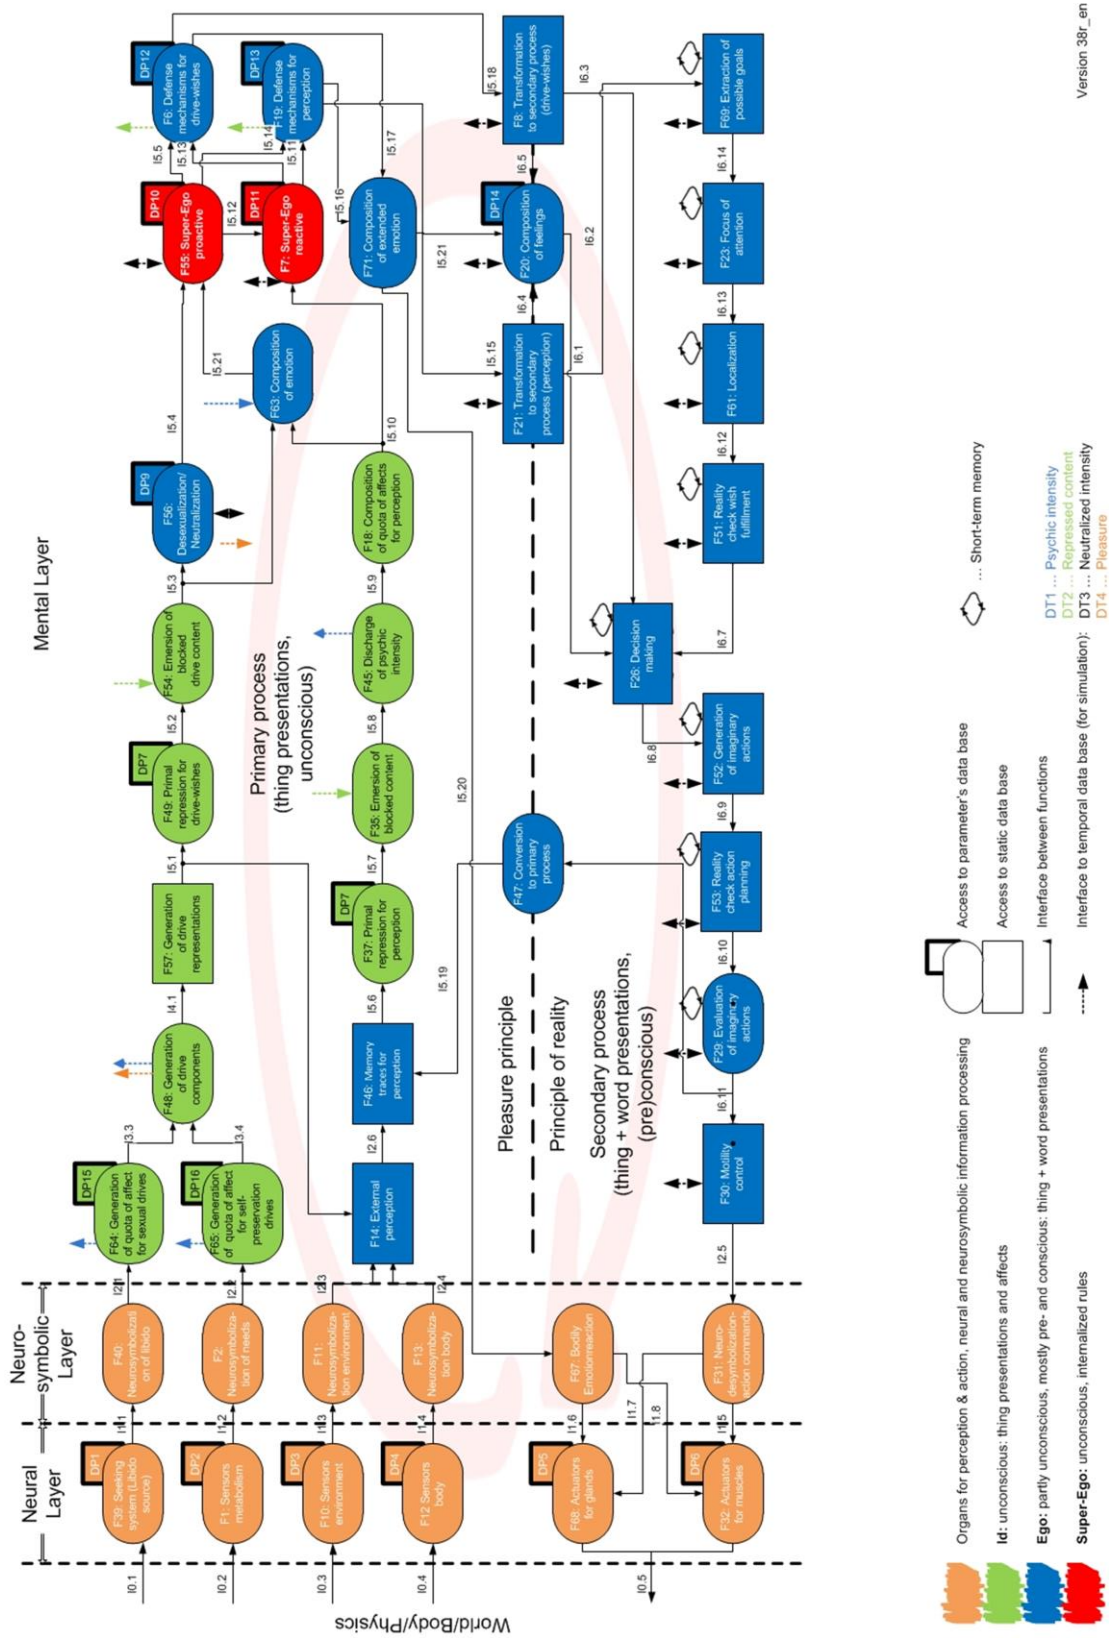 Neural
Layer
Neuro-
symbolic
Layer
Mental Layer
World/Body/Physics
I0.1
DP1
F39: Seeking
system (Libido
source)
I1.1
F40:
Neurosymbolizati
on of libido
I2.1
DP15
F64: Generation
of quota of affect
for sexual drives
I3.3
I0.2
DP2
F1: Sensors
metabolism
I1.2
F2:
Neurosymboliza-
tion of needs
I2.2
DP16
F65: Generation
of quota of affect
for self-
preservation
drives
I3.4
F48: Generation
of drive
components
I4.1
F57: Generation
of drive
representations
I5.1
DP7
F49: Primal
repression for
drive-wishes
I5.2
F54: Emersion of
blocked
drive content
I5.3
DP9
F56:
Desexualization/
Neutralization
I5.4
DP10
F55: Super-Ego
proactive
I5.5
I5.13
DP12
F6: Defense
mechanisms for
drive-wishes
I5.12
I5.14
I5.11
DP11
F7: Super-Ego
reactive
DP13
F19: Defense
mechanisms for
perception
I5.21
F63: Composition
of emotion
I5.10
Primary process
(thing presentations,
unconscious)
I0.3
DP3
F10: Sensors
environment
I1.3
F11:
Neurosymboliza-
tion environment
I2.3
I0.4
DP4
F12 Sensors
body
I1.4
F13:
Neurosymboliza-
tion body
I2.4
F14: External
perception
I2.6
F46: Memory
traces for
perception
I5.6
DP7
F37: Primal
repression for
perception
I5.7
F35: Emersion of
blocked content
I5.8
F45: Discharge
of psychic
intensity
I5.9
F18: Composition
of quota of affects
for perception
I5.16
I5.17
F71: Composition
of extended
emotion
I5.18
I5.21
I5.15
I5.19
I5.20
Pleasure principle
F47: Conversion
to primary
process
F21: Transformation
to secondary
process (perception)
I6.4
DP14
F20: Composition
of feelings
I6.5
F8: Transformation
to secondary process
(drive-wishes)
Principle of reality
I6.1
I6.2
I6.3
Secondary process
(thing + word presentations,
(pre)conscious)
F67: Bodily
Emotionreaction
I1.6
I1.7
I1.8
DP5
F68: Actuators
for glands
I0.5
F26: Decision
making
I6.8
I6.7
DP6
F32: Actuators
for muscles
I1.5
F31: Neuro-
desymbolization-
action commands
I2.5
F30: Motility
control
I6.11
F29: Evaluation
of imaginary
actions
I6.10
F53: Reality
check action
planning
I6.9
F52: Generation
of imaginary
actions
F51: Reality
check wish
fulfillment
I6.12
F61: Localization
I6.13
F23: Focus of
attention
I6.14
F69: Extraction of
possible goals
Organs for perception & action, neural and neurosymbolic information processing
Id: unconscious: thing presentations and affects
Ego: partly unconscious, mostly pre- and conscious: thing + word presentations
Super-Ego: unconscious, internalized rules
Access to parameter's data base
Access to static data base
Interface between functions
Interface to temporal data base (for simulation):
... Short-term memory
DT1 ... Psychic intensity
DT2 ... Repressed content
DT3 ... Neutralized intensity
DT4 ... Pleasure
Version 38r_en